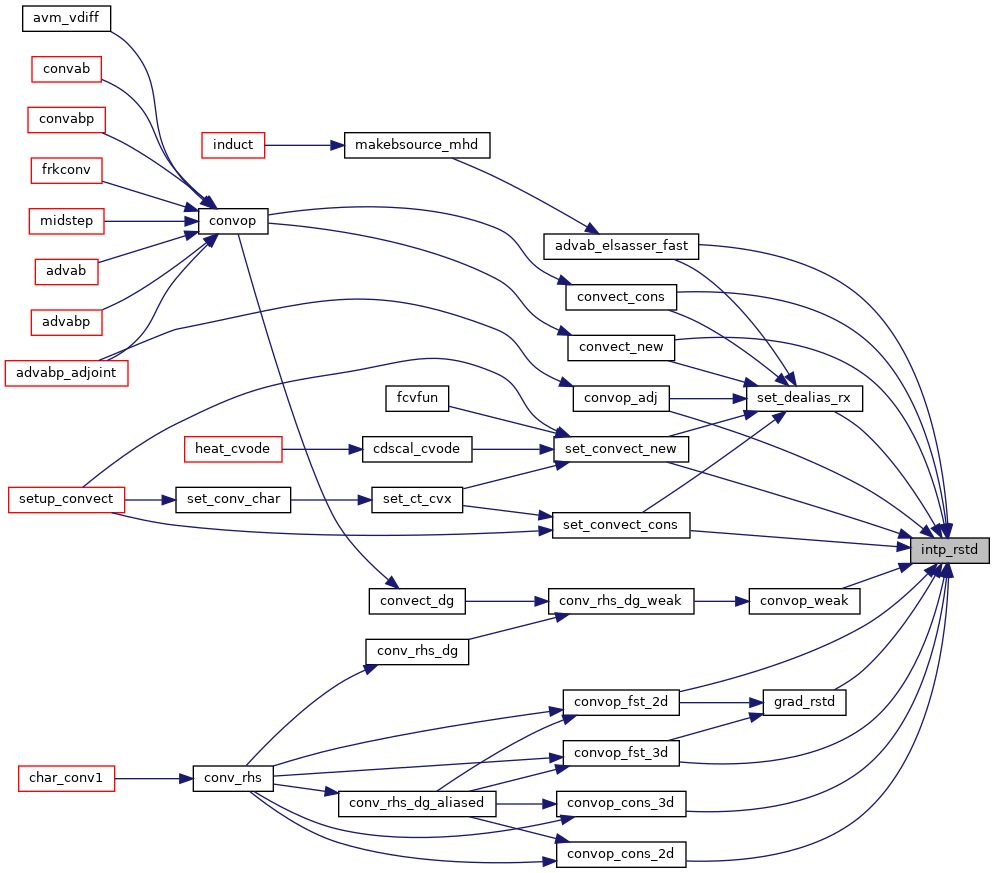 avm_vdiff
convab
convabp
frkconv
midstep
advab
advabp
advabp_adjoint
induct
makebsource_mhd
convop
advab_elsasser_fast
convect_cons
convect_new
convop_adj
set_dealias_rx
fcvfun
heat_cvode
cdscal_cvode
set_convect_new
setup_convect
set_conv_char
set_ct_cvx
set_convect_cons
intp_rstd
convect_dg
conv_rhs_dg_weak
convop_weak
conv_rhs_dg
convop_fst_2d
grad_rstd
convop_fst_3d
char_conv1
conv_rhs
conv_rhs_dg_aliased
convop_cons_3d
convop_cons_2d